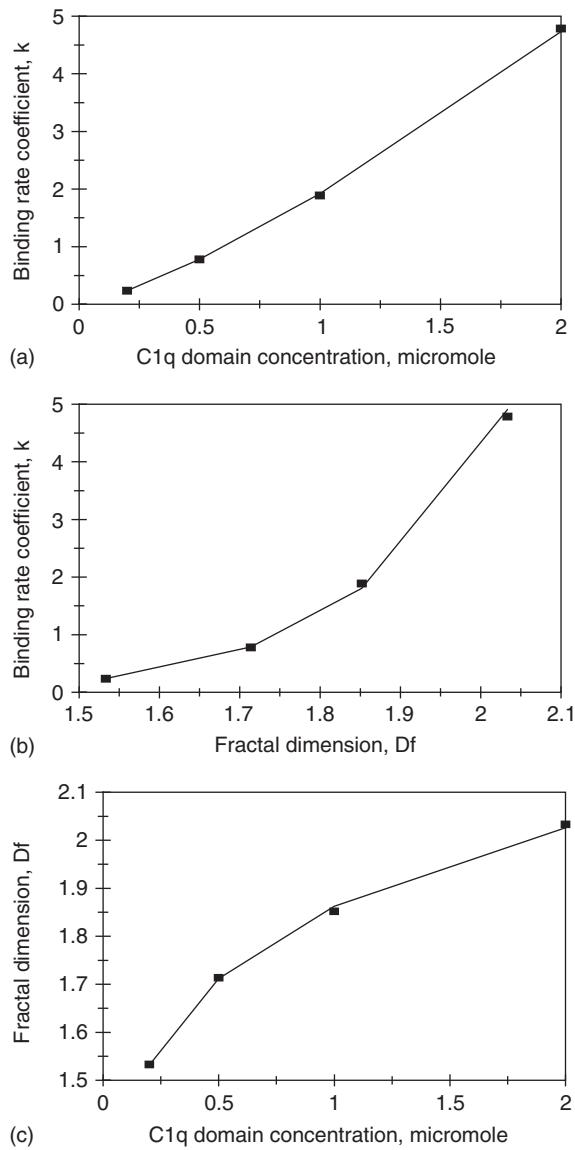 5
4
3
2
1
0
Binding rate coefficient, k
0 0.5 1 1.5 2
C1q domain concentration, micromole
(a)
5
4
3
2
1
0
Binding rate coefficient, k
1.5 1.6 1.7 1.8 1.9 2 2.1
Fractal dimension, Df
(b)
2.1
2
1.9
1.8
1.7
1.6
1.5
Fractal dimension, Df
0 0.5 1 1.5 2
C1q domain concentration, micromole
(c)